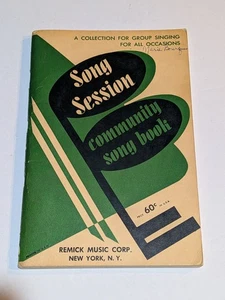 A COLLECTION FOR GROUP SINGING
FOR ALL OCCASIONS
Song
Session
community
song book
60¢
REMICK MUSIC CORP.
NEW YORK, N. Y.